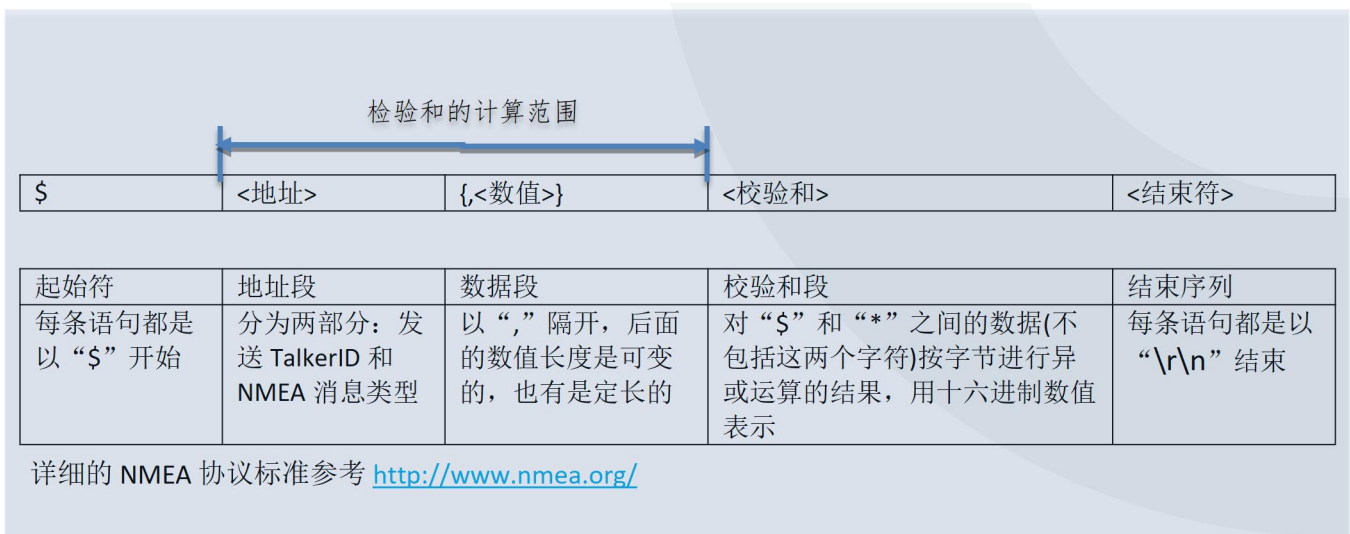 检验和的计算范围
$ <地址> {,<数值>} <校验和> <结束符>
起始符 地址段 数据段 校验和段 结束序列
每条语句都是 分为两部分：发 以“,”隔开，后面 对“$”和“*”之间的数据(不 每条语句都是以
以“$”开始 送 TalkerID 和 的数值长度是可变 包括这两个字符)按字节进行异 “\r\n”结束
NMEA 消息类型 的，也有是定长的 或运算的结果，用十六进制数值
表示
详细的 NMEA 协议标准参考 http://www.nmea.org/